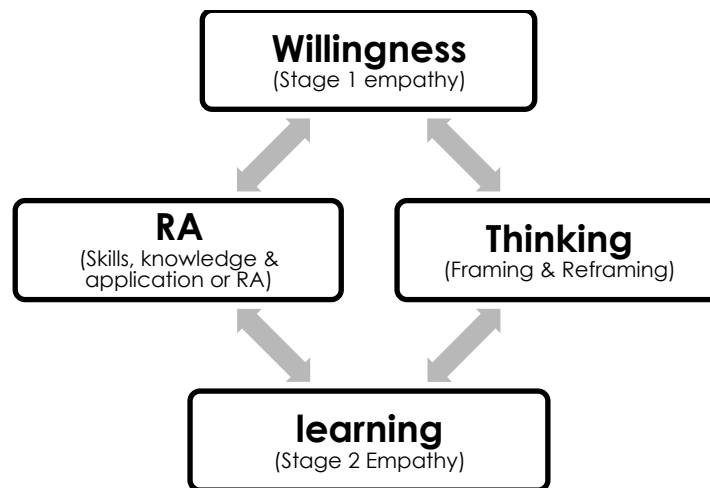 Willingness
(Stage 1 empathy)
RA
(Skills, knowledge &
application or RA)
Thinking
(Framing & Reframing)
learning
(Stage 2 Empathy)